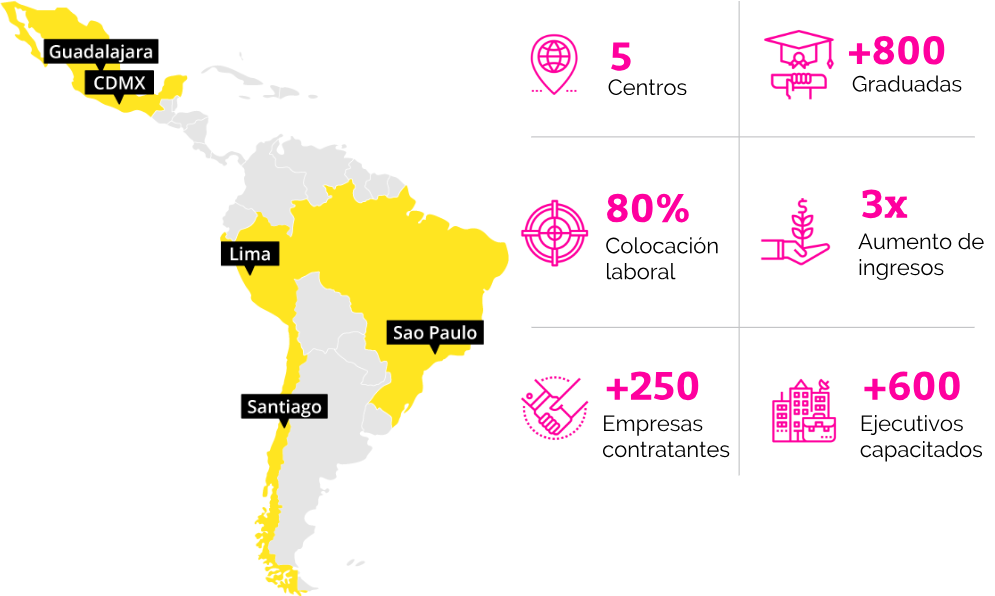 Guadalajara
CDMX
Lima
Sao Paulo
Santiago
5
Centros
+800
Graduadas
80%
Colocación
laboral
3x
Aumento de
ingresos
+250
Empresas
contratantes
+600
Ejecutivos
capacitados